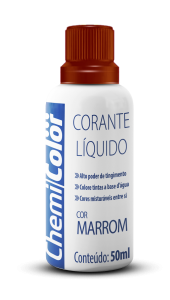 ChemiColor
CORANTE
LÍQUIDO
Alto poder de tingimento
Colore tintas a base d'água
Cores misturáveis entre si
COR
MARROM
Conteúdo: 50ml